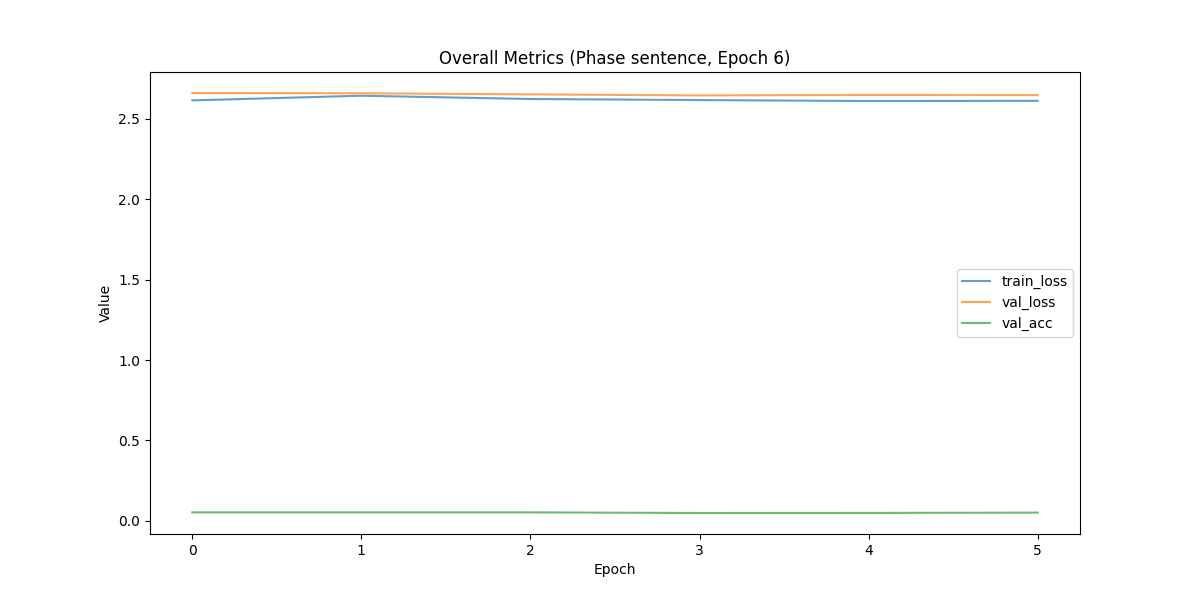 Overall Metrics (Phase sentence, Epoch 6)
2.5
2.0
1.5
1.0
0.5
0.0
Value
train_loss
val_loss
val_acc
0 1 2 3 4 5
Epoch